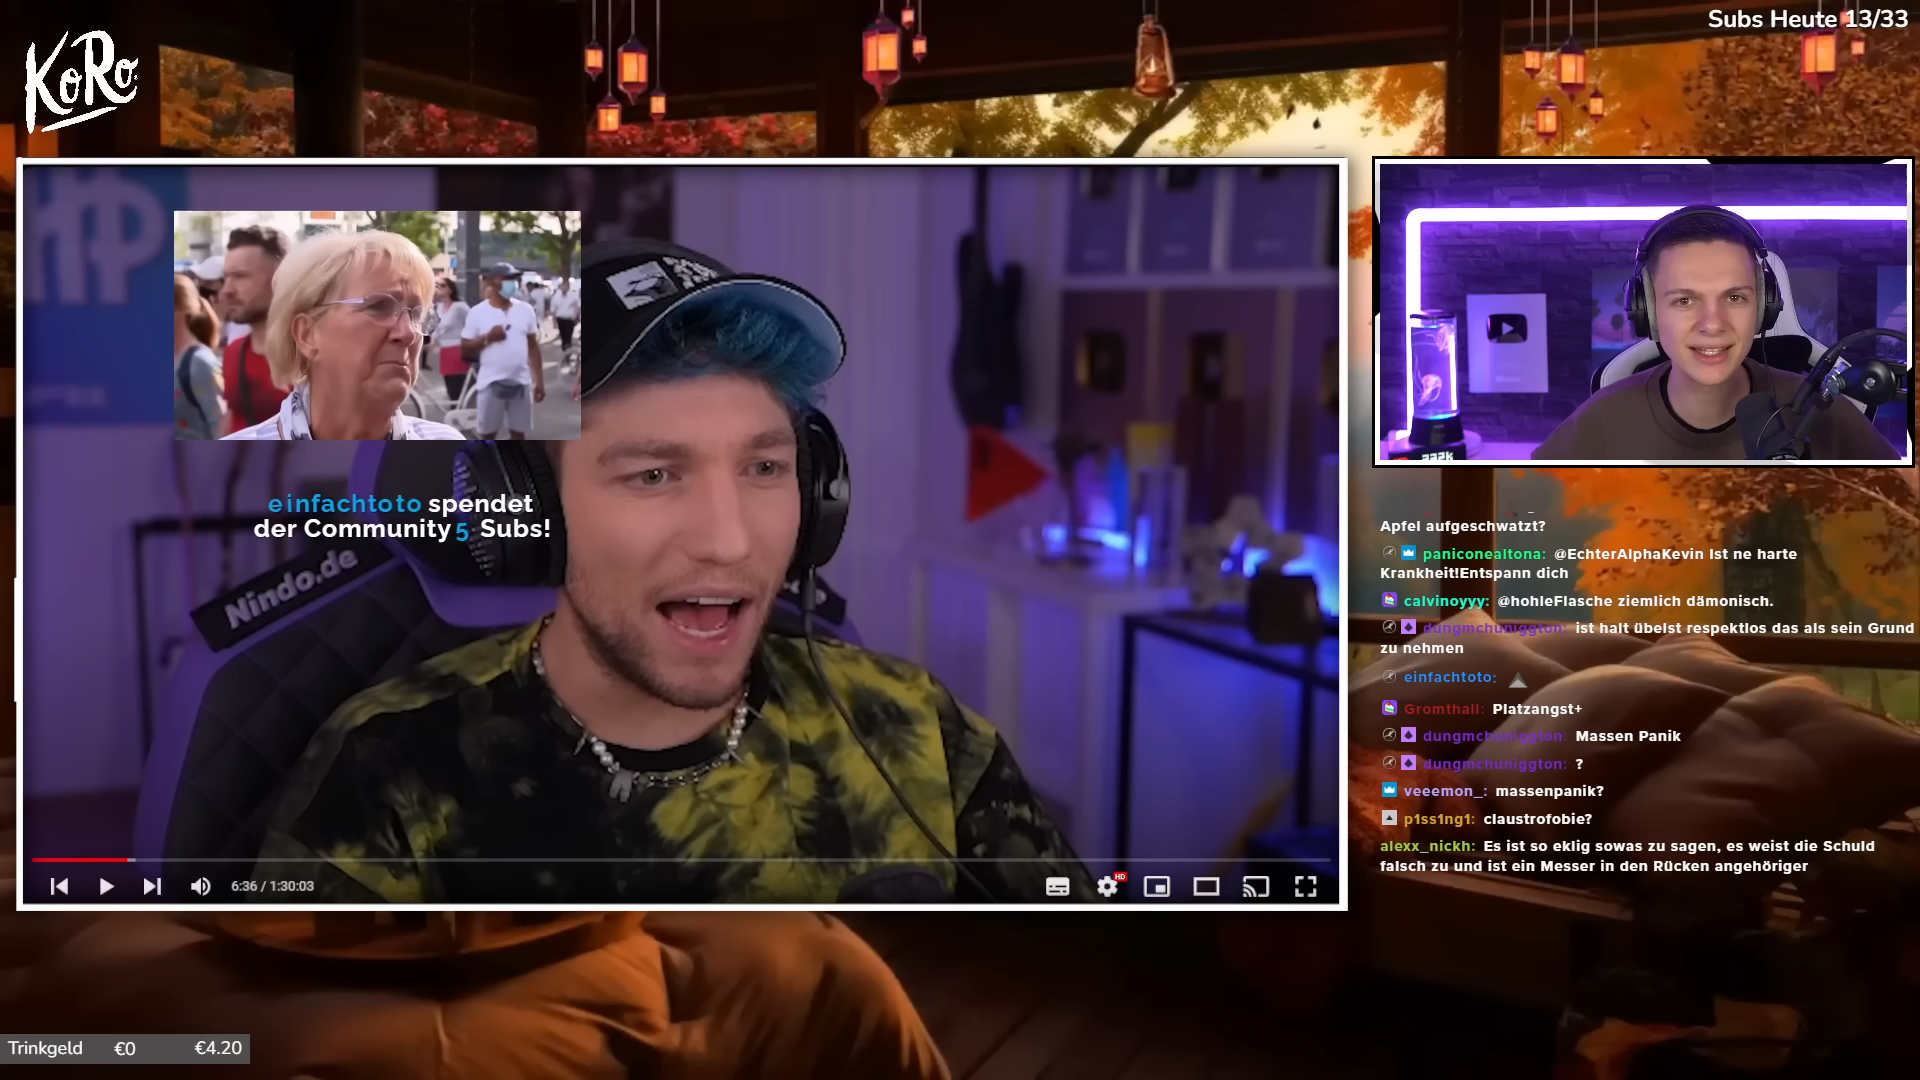 Subs Heute 13/33
KoRo
einfachtoto spendet
der Community 5 Subs!
Nindo.de
6:36 / 1:30:03
HD
Apfel aufgeschwatzt?
paniconealtona: @EchterAlphaKevin Ist ne harte
Krankheit!Entspann dich
calvinoyyy: @hohleFlasche ziemlich dämonisch.
dungmchuniggton: ist halt übelst respektlos das als sein Grund
zu nehmen
einfachtoto:
Gromthall: Platzangst+
dungmchuniggton: Massen Panik
dungmchuniggton: ?
veeemon_: massenpanik?
p1ss1ng1: claustrofobie?
alexx_nickh: Es ist so eklig sowas zu sagen, es weist die Schuld
falsch zu und ist ein Messer in den Rücken angehöriger
Trinkgeld €0 €4.20